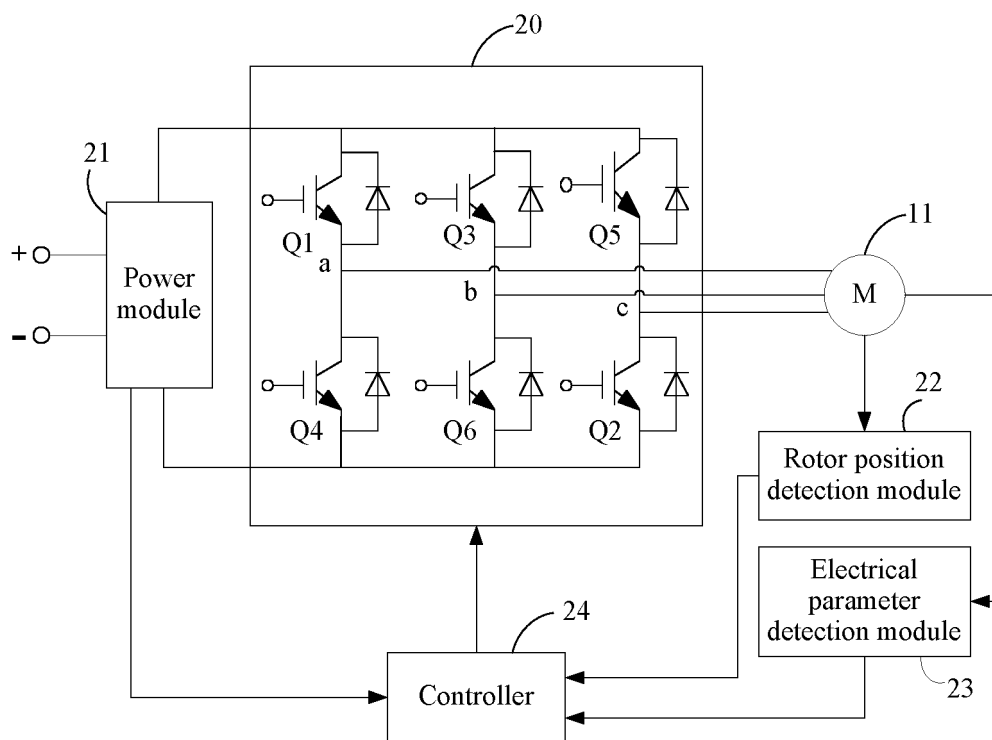 20
21
11
+
-
Power
module
Q1
Q3
Q5
a
b
c
M
Q4
Q6
Q2
22
Rotor position
detection module
Electrical
parameter
detection module
23
24
Controller